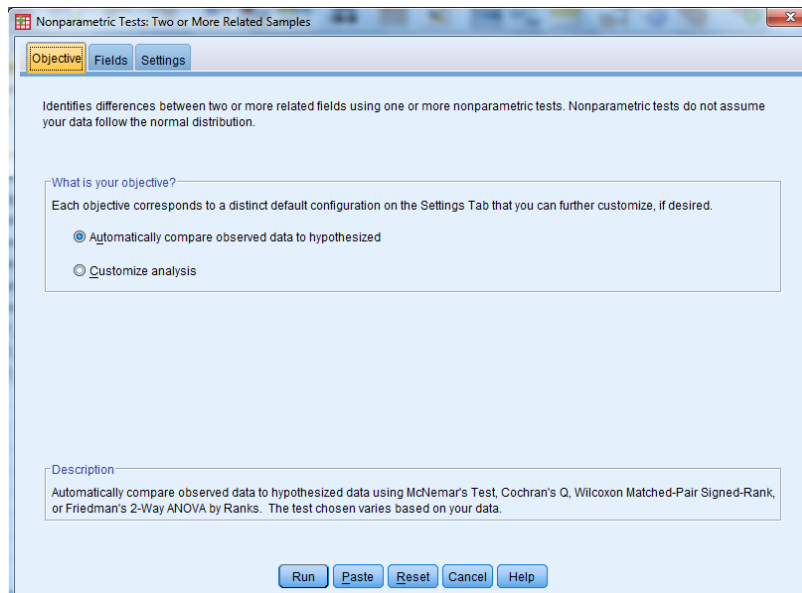 Nonparametric Tests: Two or More Related Samples
Objective Fields Settings
Identifies differences between two or more related fields using one or more nonparametric tests. Nonparametric tests do not assume
your data follow the normal distribution.
What is your objective?
Each objective corresponds to a distinct default configuration on the Settings Tab that you can further customize, if desired.
Automatically compare observed data to hypothesized
Customize analysis
Description
Automatically compare observed data to hypothesized data using McNemar's Test, Cochran's Q, Wilcoxon Matched-Pair Signed-Rank,
or Friedman's 2-Way ANOVA by Ranks. The test chosen varies based on your data.
Run Paste Reset Cancel Help